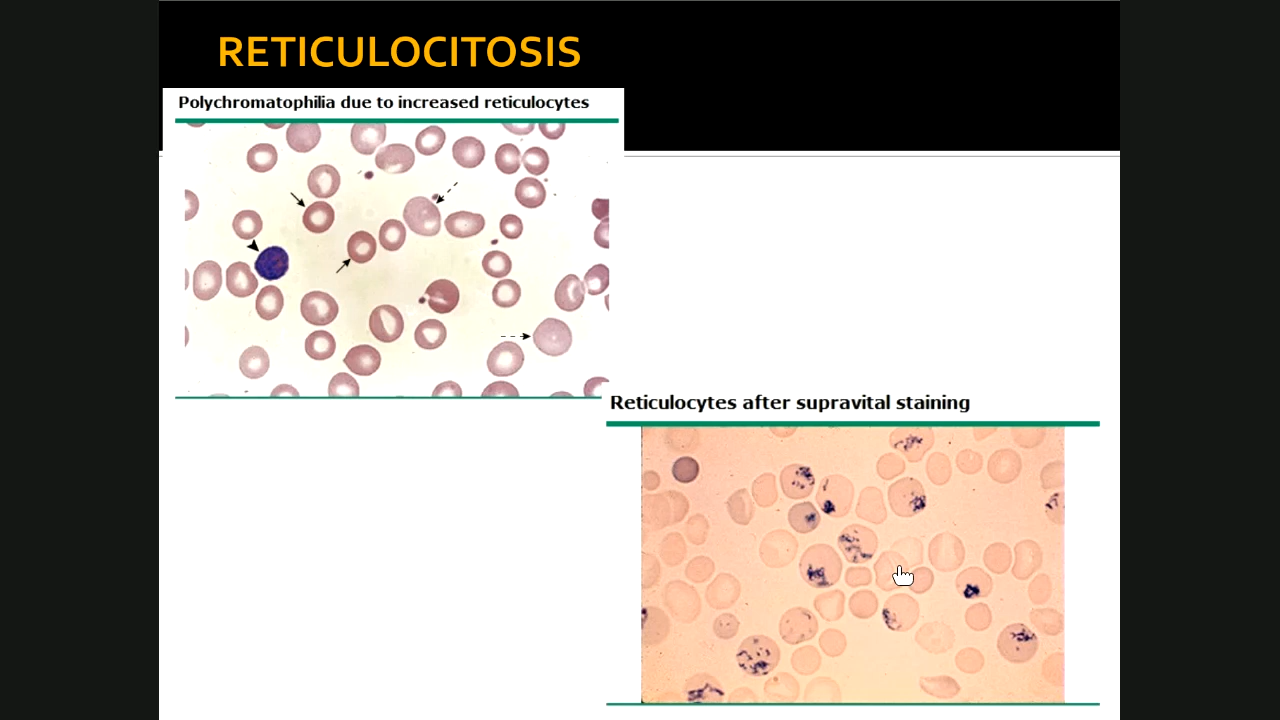 RETICULOCITOSIS
Polychromatophilia due to increased reticulocytes
Reticulocytes after supravital staining